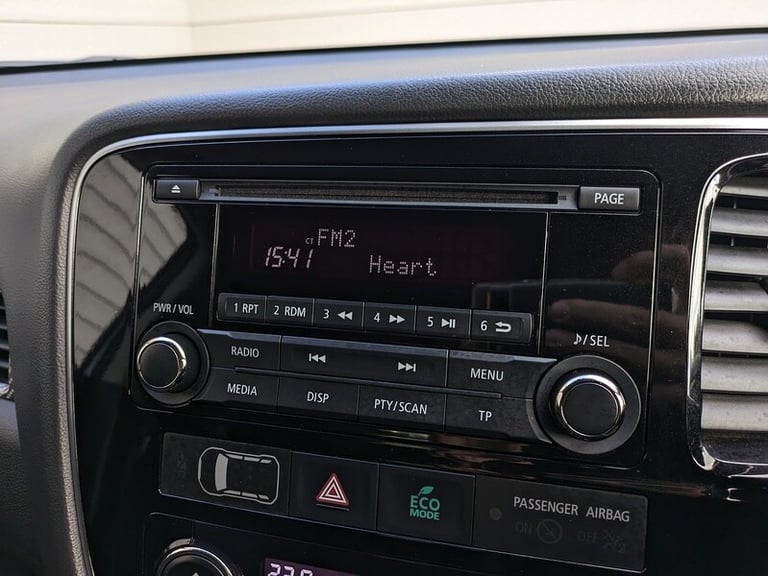 PAGE
CT FM2
15:41 Heart
1 RPT 2 RDM 3 4 5 6
PWR/VOL
♪/SEL
RADIO MENU
MEDIA DISP PTY/SCAN TP
ECO
MODE
PASSENGER AIRBAG
ON OFF